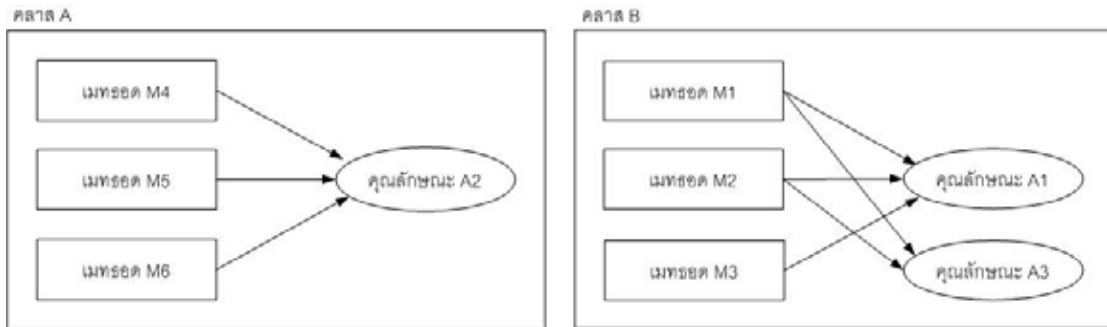 คลาส A
เมทธอด M4
เมทธอด M5
เมทธอด M6
คุณลักษณะ A2
คลาส B
เมทธอด M1
เมทธอด M2
เมทธอด M3
คุณลักษณะ A1
คุณลักษณะ A3